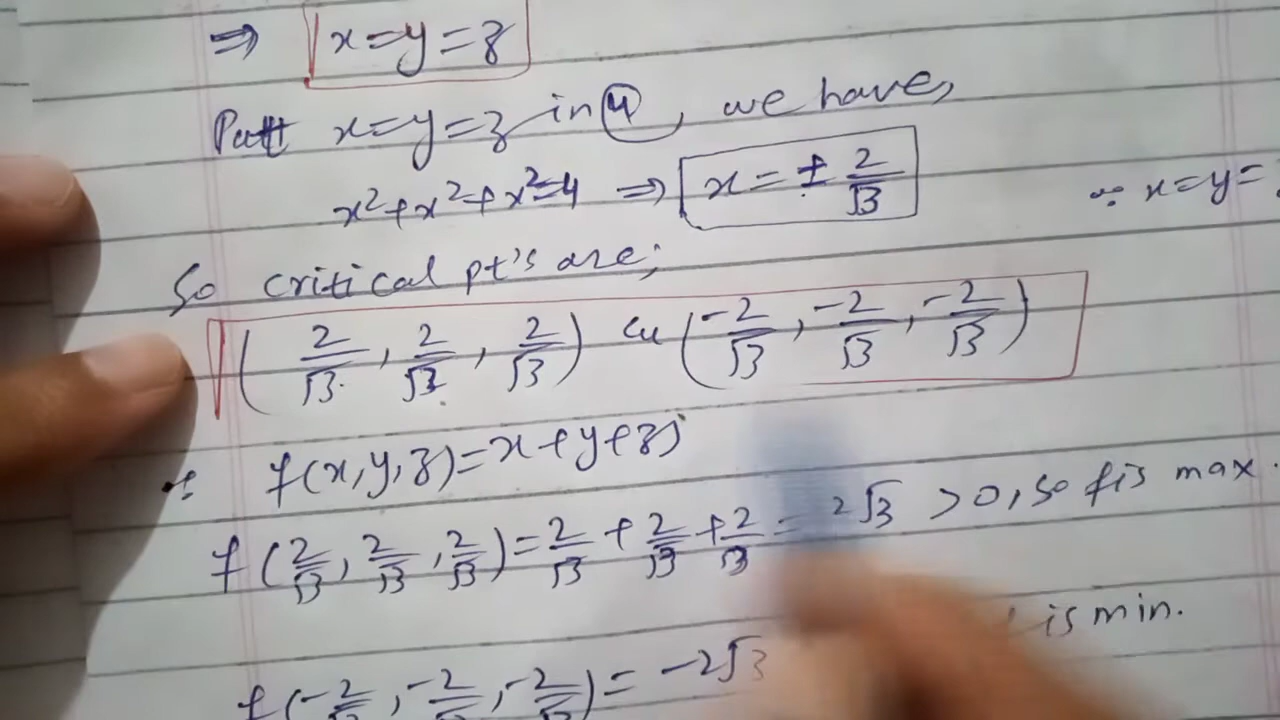 ⇒ x=y=z
Put x=y=z in ④, we have,
x²+x²+x²=4 ⇒ x=± 2/√3
∵ x=y=
So critical pt's are;
(2/√3, 2/√3, 2/√3) & (-2/√3, -2/√3, -2/√3)
f(x,y,z)=x+y+z;
f(2/√3, 2/√3, 2/√3)=2/√3+2/√3+2/√3=2√3 >0, so f is max.
f(-2/√3, -2/√3, -2/√3)=-2√3 is min.